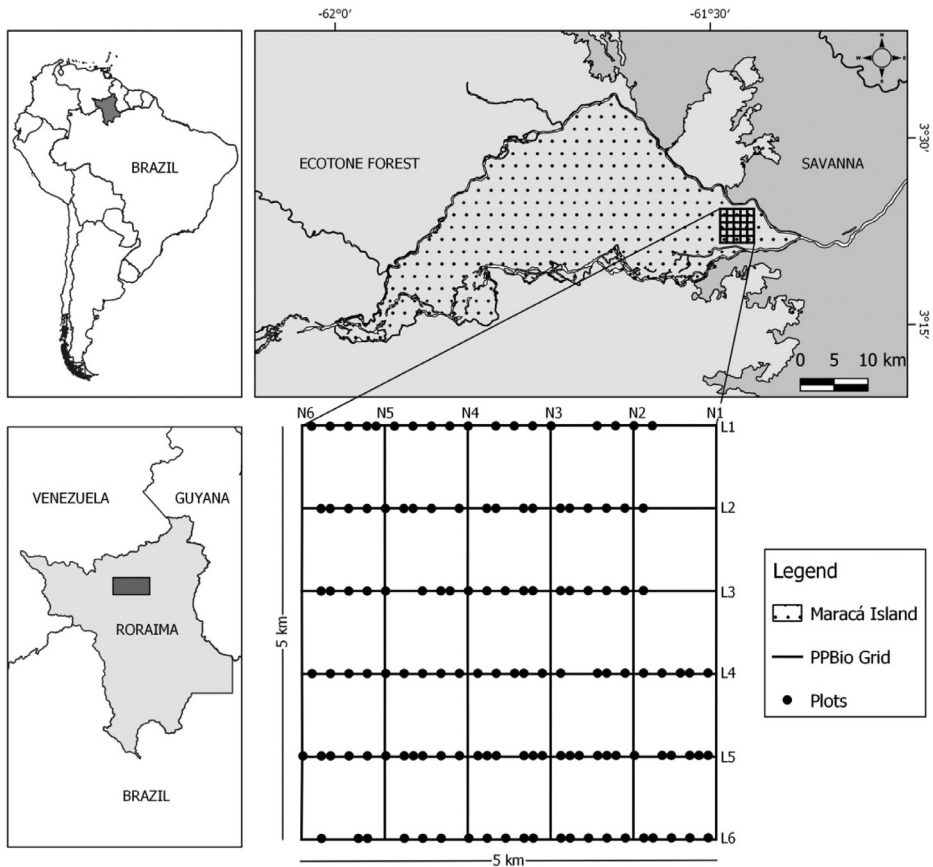 -62°0'
-61°30'
BRAZIL
ECOTONE FOREST
SAVANNA
N
W
E
S
3°30'
3°15'
0 5 10 km
N6 N5 N4 N3 N2 N1
L1
L2
L3
L4
L5
L6
5 km
5 km
VENEZUELA
GUYANA
RORAIMA
BRAZIL
Legend
Maracá Island
PPBio Grid
Plots